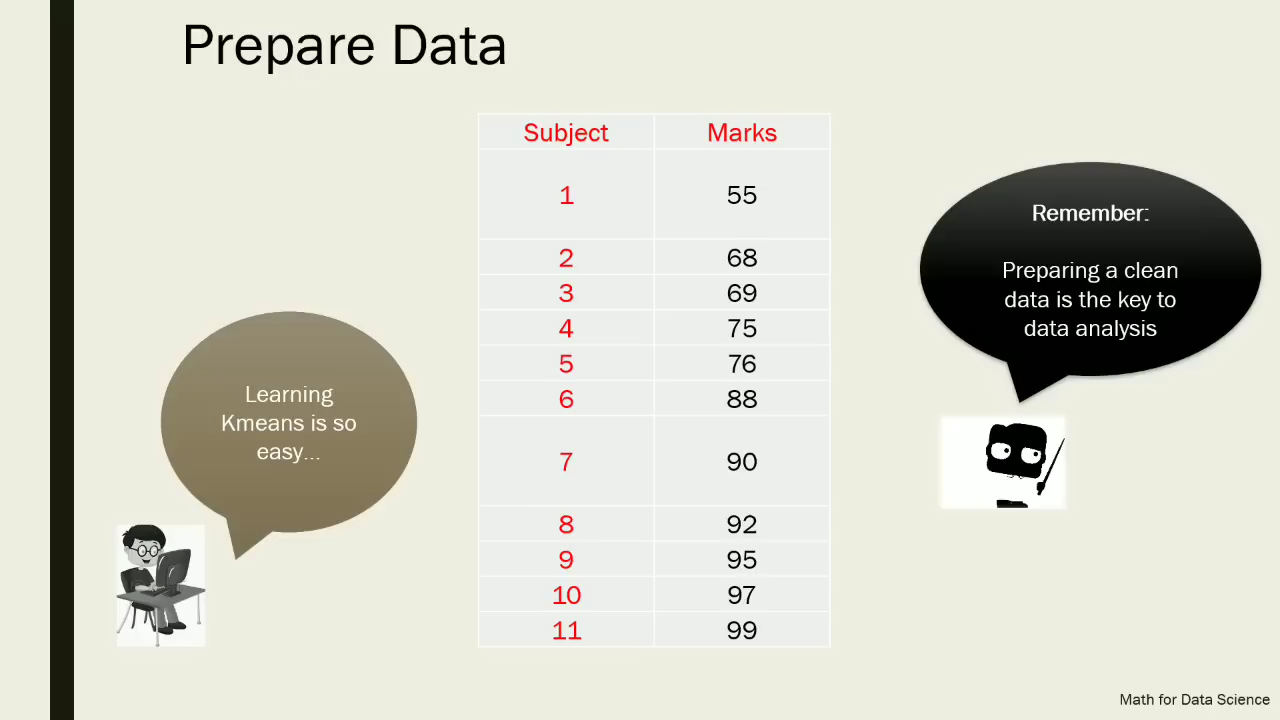 Prepare Data
Subject Marks
1 55
2 68
3 69
4 75
5 76
6 88
7 90
8 92
9 95
10 97
11 99
Learning
Kmeans is so
easy...
Remember:
Preparing a clean
data is the key to
data analysis
Math for Data Science